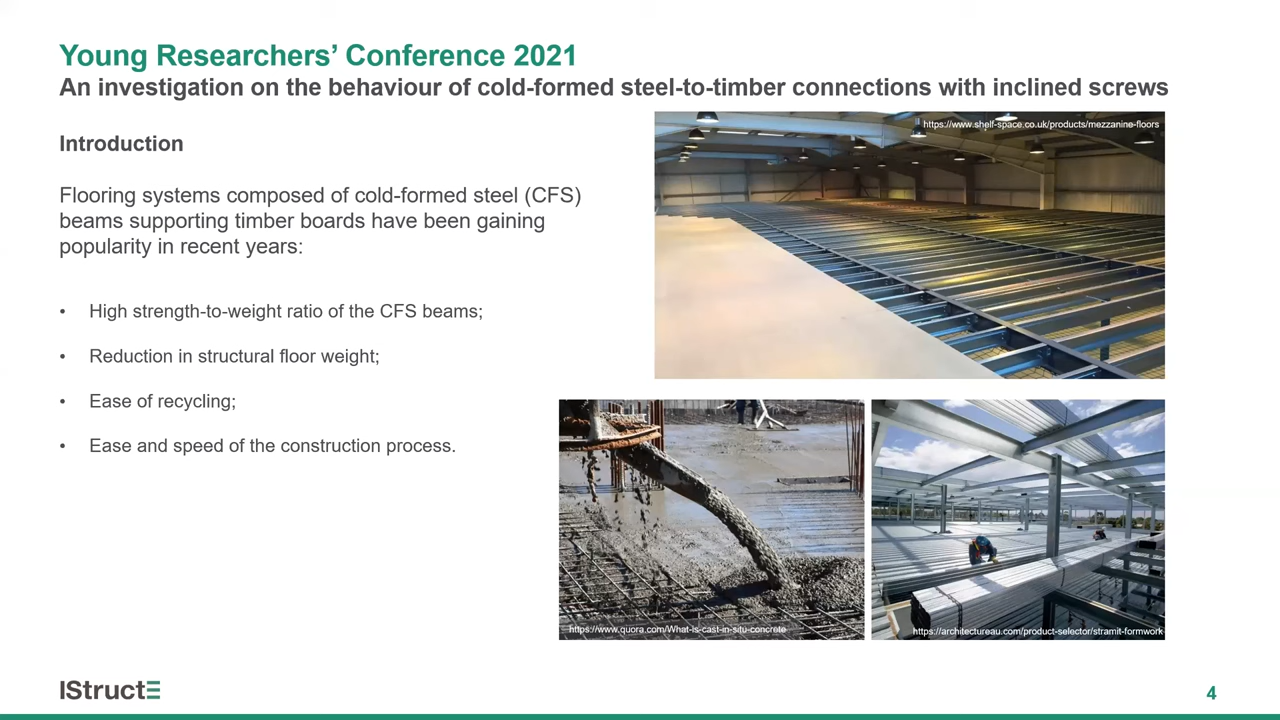 Young Researchers’ Conference 2021
An investigation on the behaviour of cold-formed steel-to-timber connections with inclined screws
Introduction
Flooring systems composed of cold-formed steel (CFS)
beams supporting timber boards have been gaining
popularity in recent years:
• High strength-to-weight ratio of the CFS beams;
• Reduction in structural floor weight;
• Ease of recycling;
• Ease and speed of the construction process.
https://www.shelf-space.co.uk/products/mezzanine-floors
https://www.quora.com/What-is-cast-in-situ-concrete
https://architectureau.com/product-selector/stramit-formwork
IStructE
4